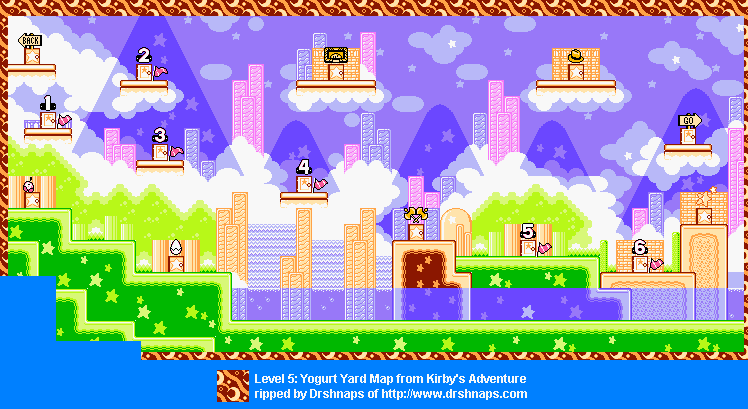 BACK
2
1
3
4
GO
5
6
Level 5: Yogurt Yard Map from Kirby's Adventure
ripped by Drshnaps of http://www.drshnaps.com